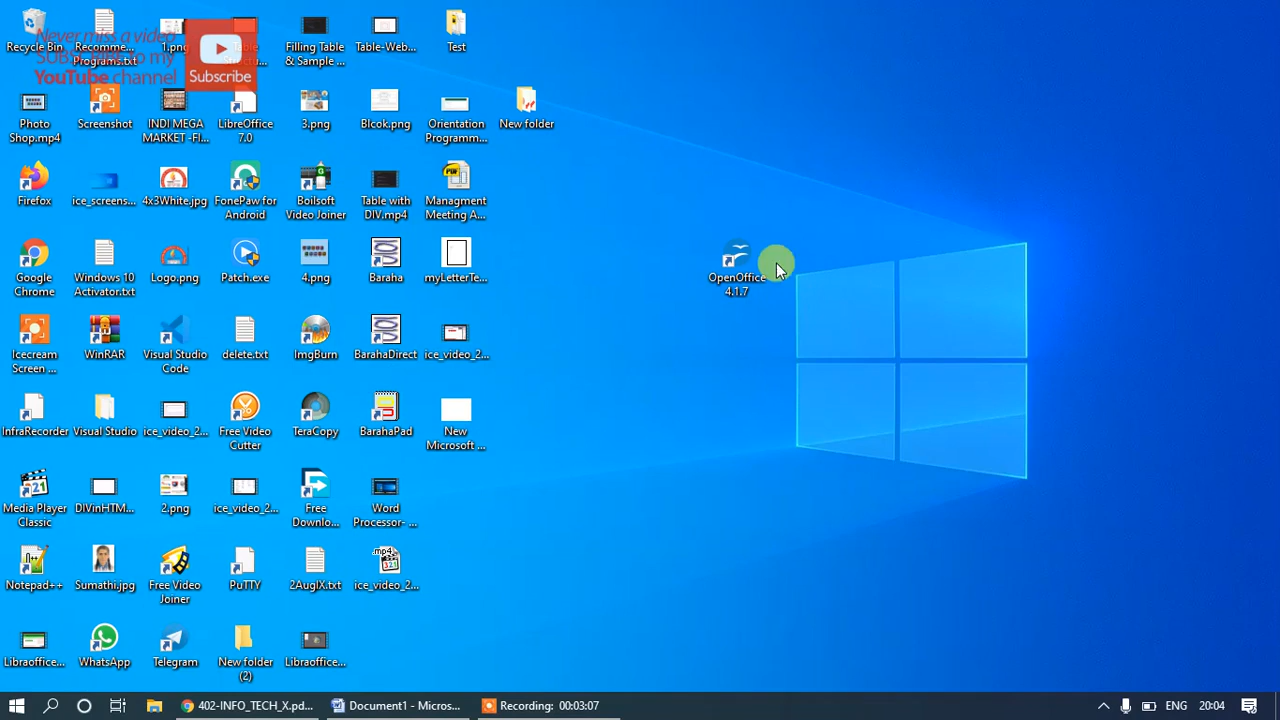 Never miss a video
SUBSCRIBE to my
YouTube channel
Subscribe
Recycle Bin
Recomme...
Programs.txt
1.png
Table
Structu...
Filling Table
& Sample ...
Table-Web...
Test
Photo
Shop.mp4
Screenshot
INDI MEGA
MARKET -FI...
LibreOffice
7.0
3.png
Blcok.png
Orientation
Programm...
New folder
Firefox
ice_screens...
4x3White.jpg
FonePaw for
Android
Boilsoft
Video Joiner
Table with
DIV.mp4
Managment
Meeting A...
Google
Chrome
Windows 10
Activator.txt
Logo.png
Patch.exe
4.png
Baraha
myLetterTe...
OpenOffice
4.1.7
Icecream
Screen ...
WinRAR
Visual Studio
Code
delete.txt
ImgBurn
BarahaDirect
ice_video_2...
InfraRecorder
Visual Studio
ice_video_2...
Free Video
Cutter
TeraCopy
BarahaPad
New
Microsoft ...
Media Player
Classic
DIVinHTM...
2.png
ice_video_2...
Free
Downlo...
Word
Processor- ...
Notepad++
Sumathi.jpg
Free Video
Joiner
PuTTY
2AugIX.txt
.mp4
321
ice_video_2...
Libraoffice...
WhatsApp
Telegram
New folder
(2)
Libraoffice...
402-INFO_TECH_X.pd...
Document1 - Micros...
Recording: 00:03:07
ENG
20:04